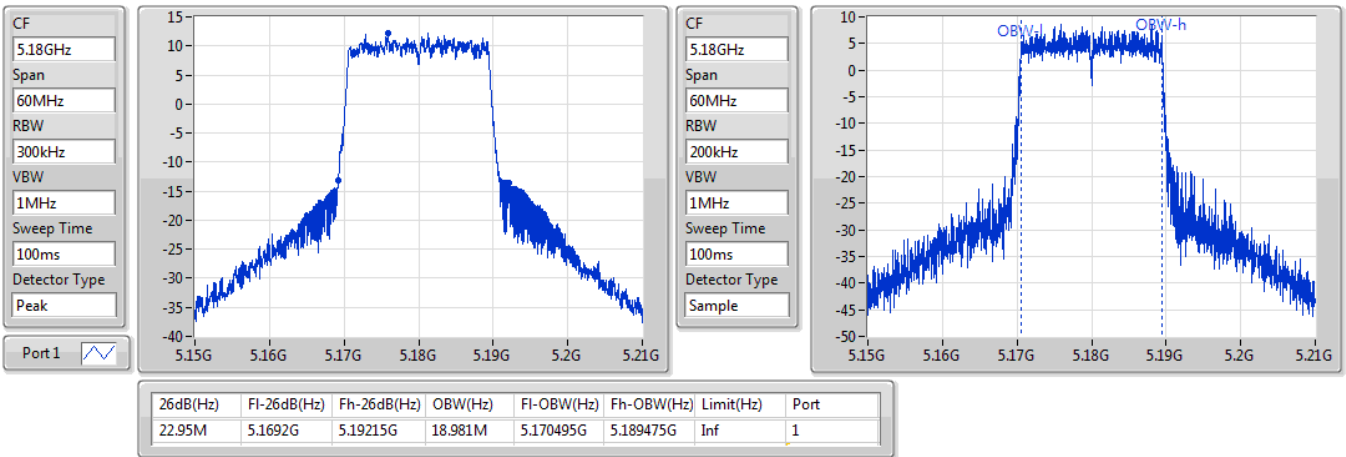 CF
5.18GHz
Span
60MHz
RBW
300kHz
VBW
1MHz
Sweep Time
100ms
Detector Type
Peak
Port 1
15
10
5
0
-5
-10
-15
-20
-25
-30
-35
-40
5.15G 5.16G 5.17G 5.18G 5.19G 5.2G 5.21G
CF
5.18GHz
Span
60MHz
RBW
200kHz
VBW
1MHz
Sweep Time
100ms
Detector Type
Sample
10
5
0
-5
-10
-15
-20
-25
-30
-35
-40
-45
-50
OBW-l OBW-h
5.15G 5.16G 5.17G 5.18G 5.19G 5.2G 5.21G
26dB(Hz) Fl-26dB(Hz) Fh-26dB(Hz) OBW(Hz) Fl-OBW(Hz) Fh-OBW(Hz) Limit(Hz) Port
22.95M 5.1692G 5.19215G 18.981M 5.170495G 5.189475G Inf 1